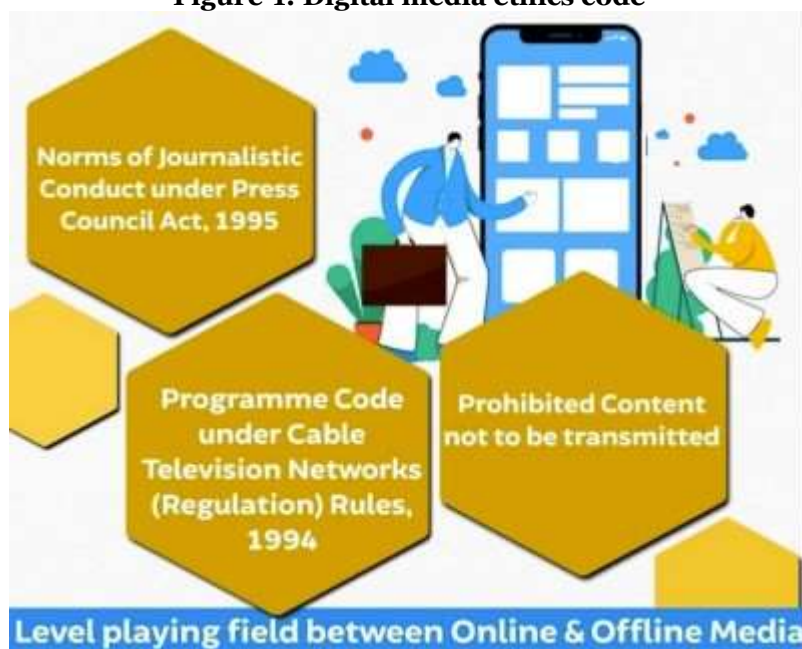 Figure 1: Digital media ethics code
Norms of Journalistic
Conduct under Press
Council Act, 1995
Programme Code
under Cable
Television Networks
(Regulation) Rules,
1994
Prohibited Content
not to be transmitted
Level playing field between Online & Offline Media